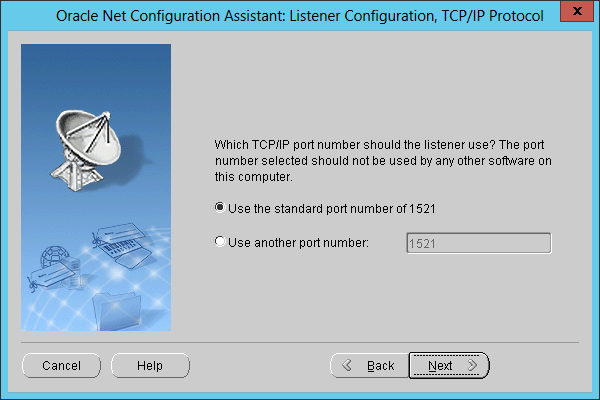 Oracle Net Configuration Assistant: Listener Configuration, TCP/IP Protocol
X
Which TCP/IP port number should the listener use? The port
number selected should not be used by any other software on
this computer.
Use the standard port number of 1521
Use another port number:
1521
Cancel
Help
Back
Next